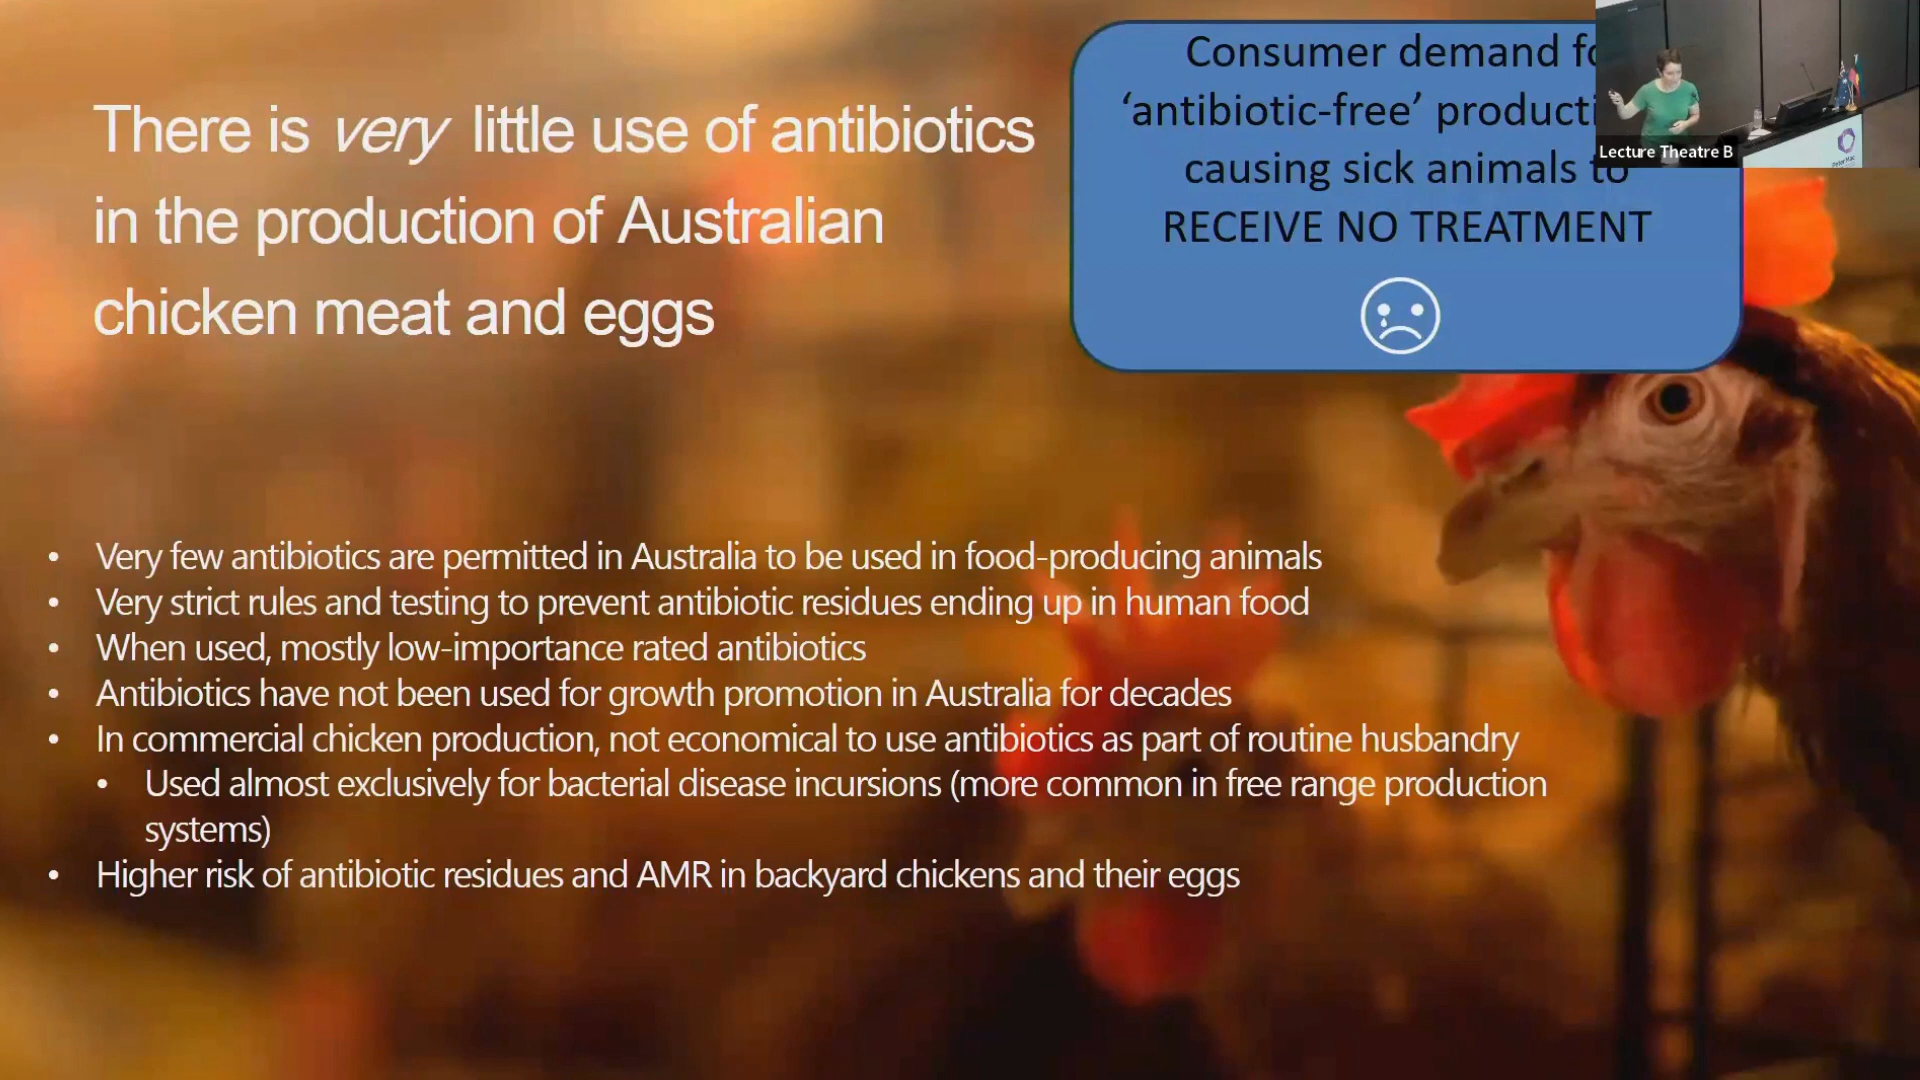 There is very little use of antibiotics
in the production of Australian
chicken meat and eggs
Consumer demand
‘antibiotic-free’
causing sick animals to
RECEIVE NO TREATMENT
Lecture Theatre B
• Very few antibiotics are permitted in Australia to be used in food-producing animals
• Very strict rules and testing to prevent antibiotic residues ending up in human food
• When used, mostly low-importance rated antibiotics
• Antibiotics have not been used for growth promotion in Australia for decades
• In commercial chicken production, not economical to use antibiotics as part of routine husbandry
• Used almost exclusively for bacterial disease incursions (more common in free range production
systems)
• Higher risk of antibiotic residues and AMR in backyard chickens and their eggs